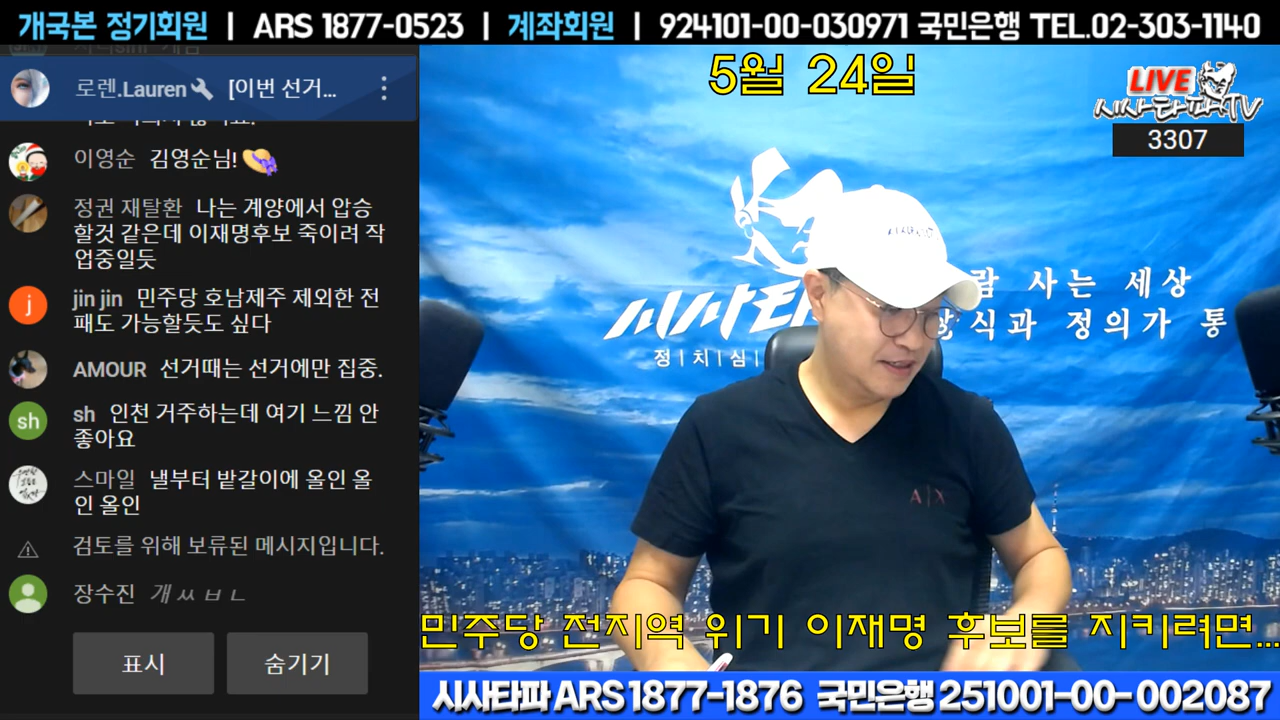 개국본 정기회원 | ARS 1877-0523 | 계좌회원 | 924101-00-030971 국민은행 TEL.02-303-1140
로렌.Lauren [이번 선거...
이영순 김영순님!
정권 재탈환 나는 계양에서 압승
할것 같은데 이재명후보 죽이려 작
업중일듯
jin jin 민주당 호남제주 제외한 전
패도 가능할듯도 싶다
AMOUR 선거때는 선거에만 집중.
sh 인천 거주하는데 여기 느낌 안
좋아요
스마일 낼부터 밭갈이에 올인 올
인 올인
검토를 위해 보류된 메시지입니다.
장수진 개ㅆㅂㄴ
표시 숨기기
5월 24일
LIVE
시사타파TV
3307
람 사는 세상
식과 정의가 통
시사타
정|치|심|
A|X
민주당 전지역 위기 이재명 후보를 지키려면...
시사타파 ARS 1877-1876 국민은행 251001-00-002087